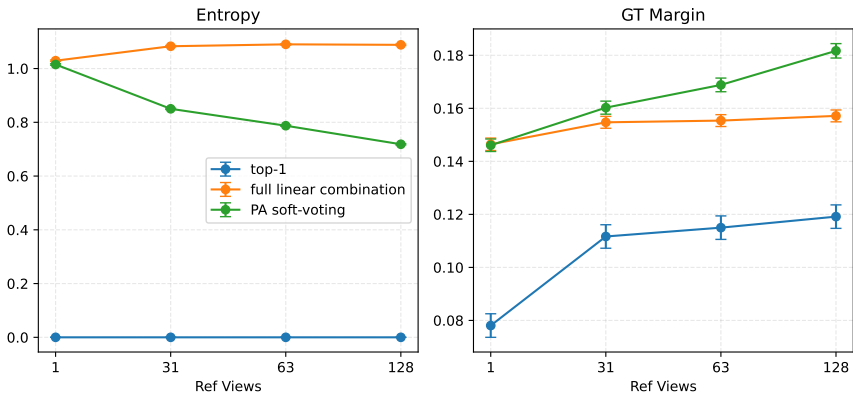 Entropy
1.0
0.8
0.6
0.4
0.2
0.0
top-1
full linear combination
PA soft-voting
1 31 63 128
Ref Views
GT Margin
0.18
0.16
0.14
0.12
0.10
0.08
1 31 63 128
Ref Views